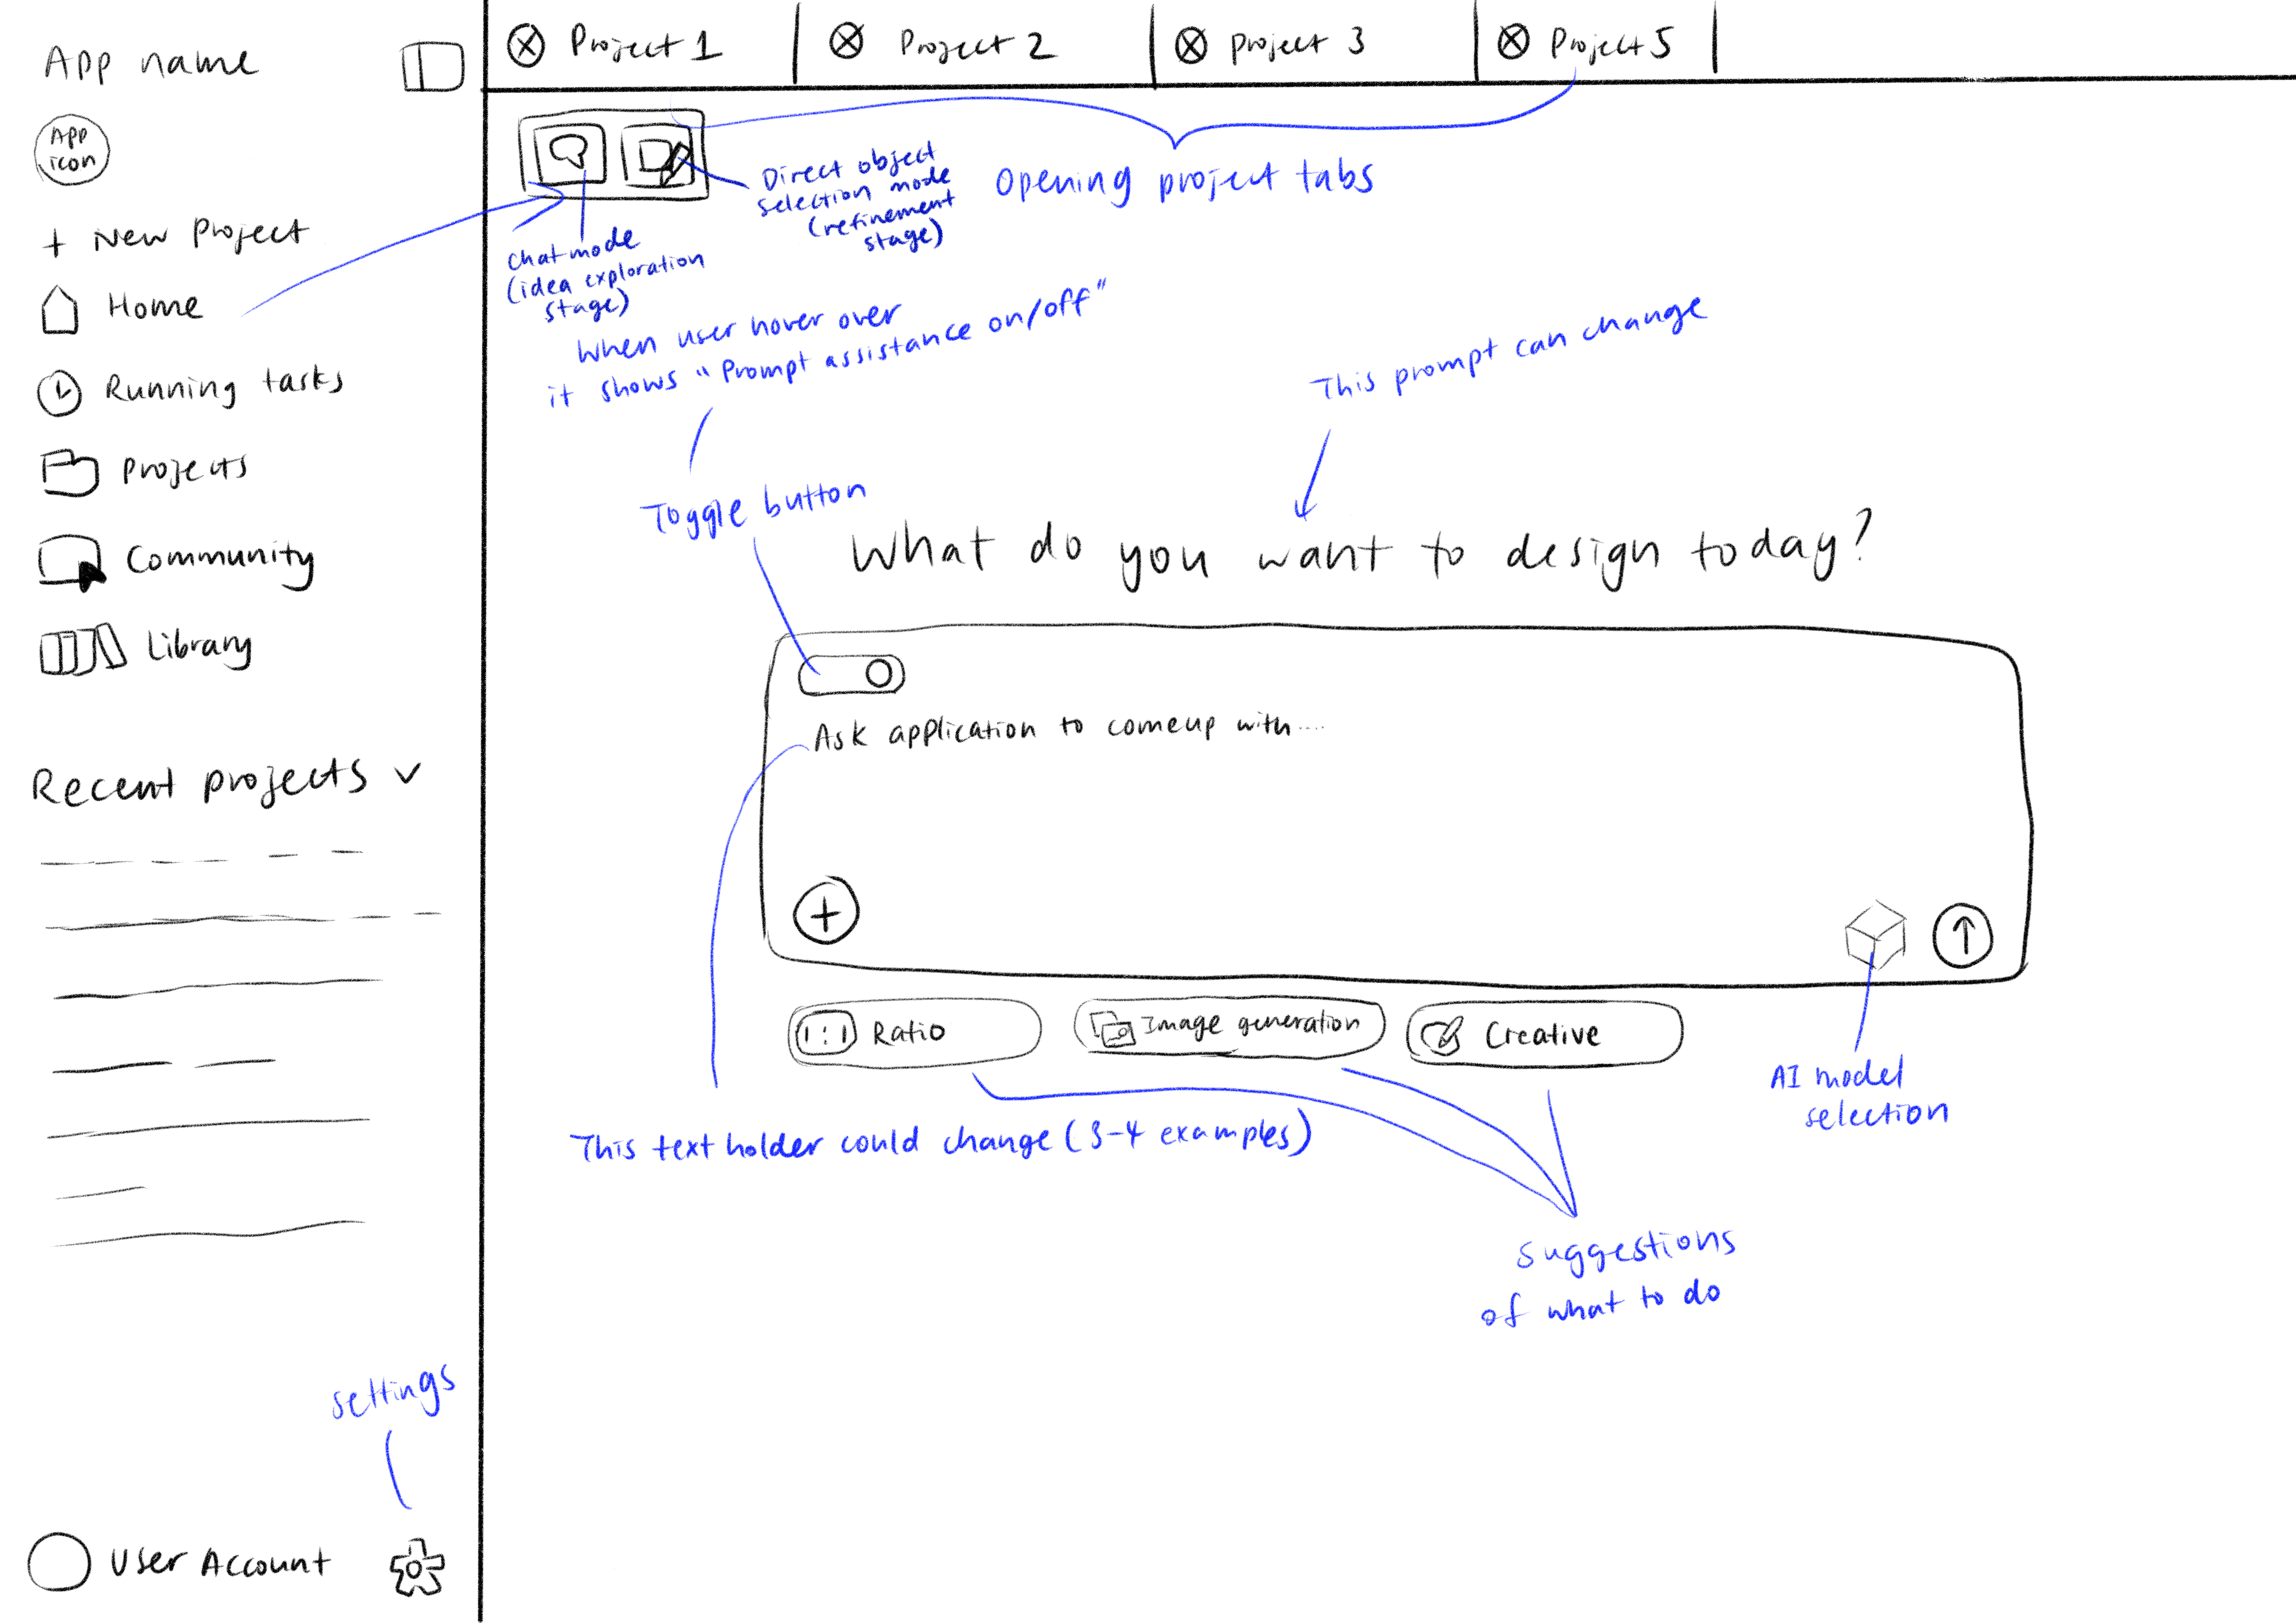 App name
App
icon
+ New Project
Home
Running tasks
Projects
Community
Library
Recent projects
settings
User Account
Project 1
Project 2
Project 3
Project 5
Opening project tabs
Direct object
selection mode
(refinement
stage)
chat mode
(idea exploration
stage)
When user hover over
it shows "Prompt assistance on/off"
Toggle button
This prompt can change
What do you want to design today?
Ask application to comeup with....
1:1 Ratio
Image generation
Creative
AI model
selection
This text holder could change (3-4 examples)
Suggestions
of what to do